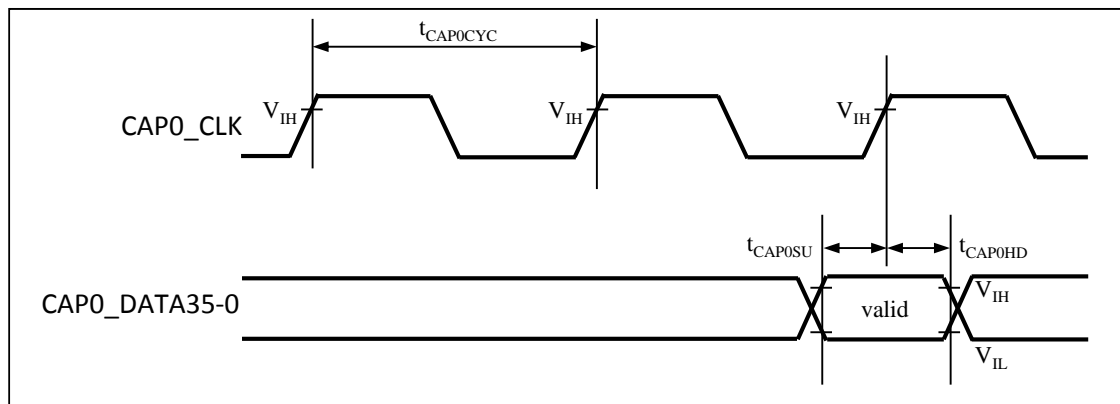 tCAP0CYC
VIH VIH VIH
CAP0_CLK
tCAP0SU tCAP0HD
CAP0_DATA35-0 valid VIH
VIL